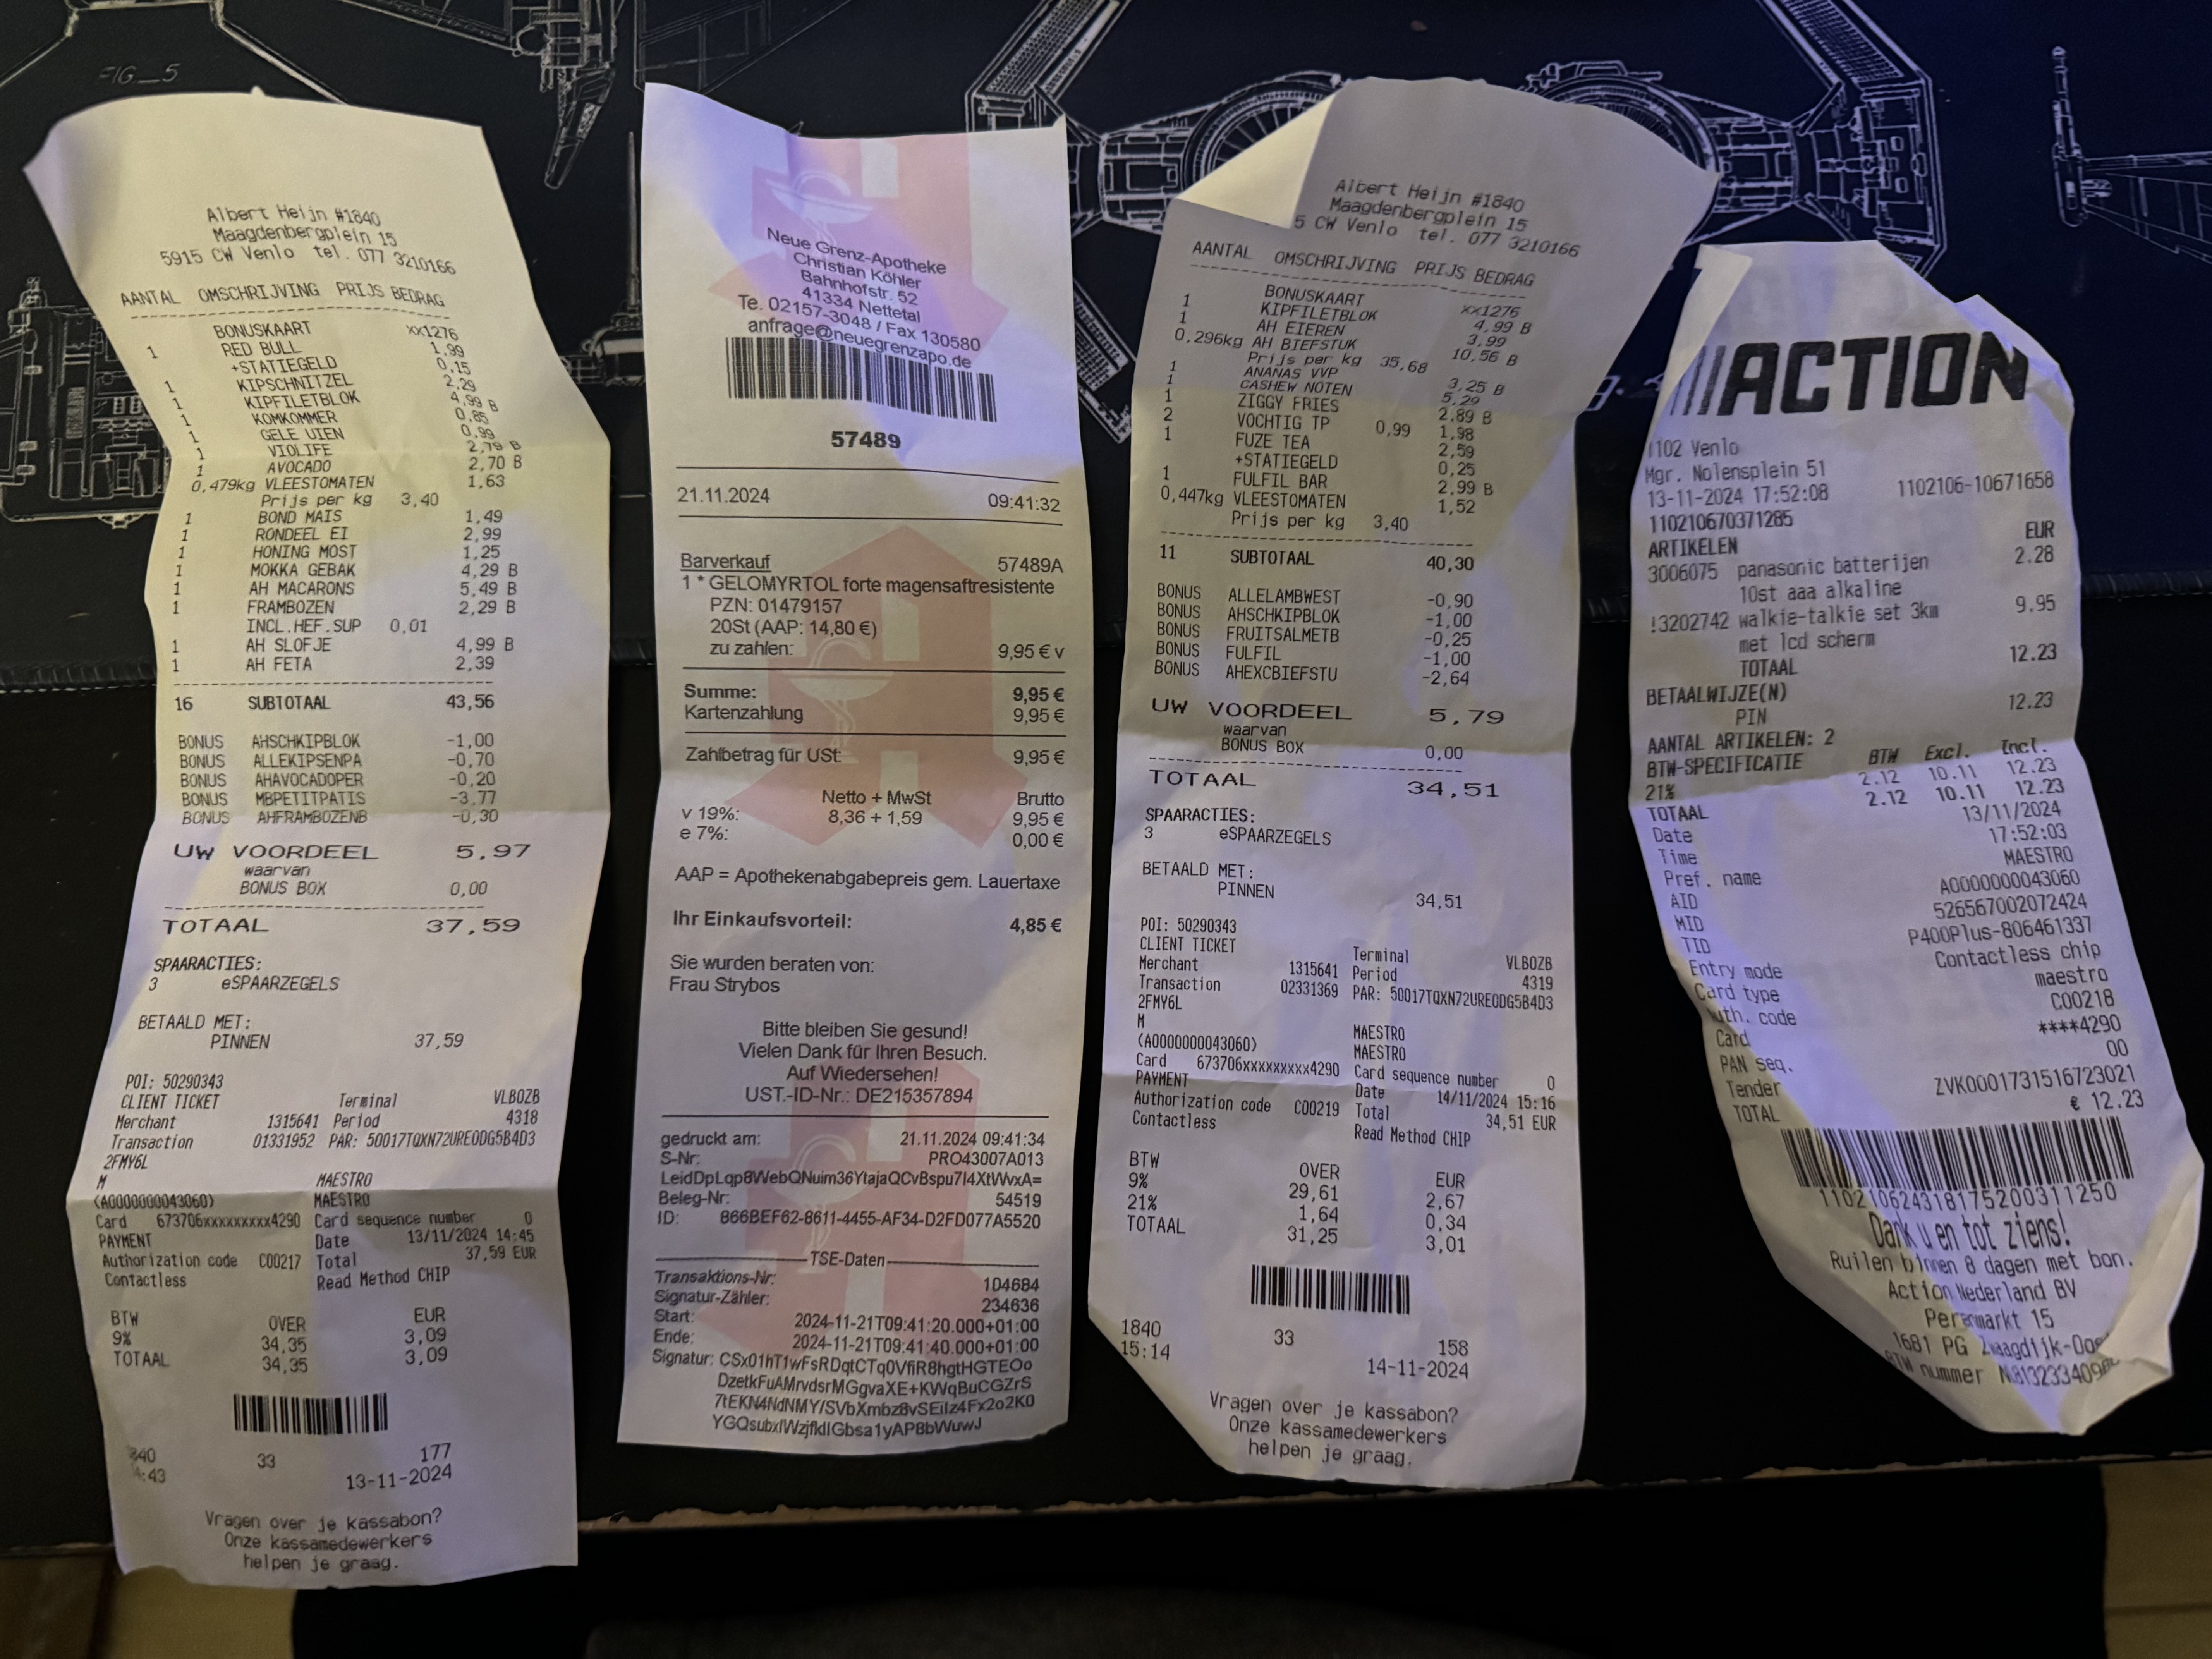 FIG_5
Albert Heijn #1840
Maagdenbergplein 15
5915 CW Venlo tel. 077 3210166
AANTAL OMSCHRIJVING PRIJS BEDRAG
BONUSKAART xx1276
1 RED BULL 1,99
+STATIEGELD 0,15
1 KIPSCHNITZEL 2,29
1 KIPFILETBLOK 4,99 B
1 KOMKOMMER 0,85
1 GELE UIEN 0,99
1 VIOLIFE 2,79 B
1 AVOCADO 2,70 B
0,479kg VLEESTOMATEN 1,63
Prijs per kg 3,40
1 BOND MAIS 1,49
1 RONDEEL EI 2,99
1 HONING MOST 1,25
1 MOKKA GEBAK 4,29 B
1 AH MACARONS 5,49 B
1 FRAMBOZEN 2,29 B
INCL.HEF.SUP 0,01
1 AH SLOFJE 4,99 B
1 AH FETA 2,39
16 SUBTOTAAL 43,56
BONUS AHSCHKIPBLOK -1,00
BONUS ALLEKIPSENPA -0,70
BONUS AHAVOCADOPER -0,20
BONUS MBPETITPATIS -3,77
BONUS AHFRAMBOZENB -0,30
UW VOORDEEL 5,97
waarvan
BONUS BOX 0,00
TOTAAL 37,59
SPAARACTIES:
3 eSPAARZEGELS
BETAALD MET:
PINNEN 37,59
POI: 50290343
CLIENT TICKET
Terminal VLB0ZB
Merchant 1315641 Period 4318
Transaction 01331952 PAR: 50017TQXN72UREODG5B4D3
2FMY6L
M
MAESTRO
(A0000000043060) MAESTRO
Card 673706xxxxxxxxx4290 Card sequence number 0
PAYMENT Date 13/11/2024 14:45
Authorization code C00217 Total 37,59 EUR
Contactless Read Method CHIP
BTW OVER EUR
9% 34,35 3,09
TOTAAL 34,35 3,09
33 177
13-11-2024
Vragen over je kassabon?
Onze kassamedewerkers
helpen je graag.
Neue Grenz-Apotheke
Christian Köhler
Bahnhofstr. 52
41334 Nettetal
Te. 02157-3048 / Fax 130580
anfrage@neuegrenzapo.de
57489
21.11.2024 09:41:32
Barverkauf 57489A
1 * GELOMYRTOL forte magensaftresistente
PZN: 01479157
20St (AAP: 14,80 €)
zu zahlen: 9,95 € v
Summe: 9,95 €
Kartenzahlung 9,95 €
Zahlbetrag für USt: 9,95 €
Netto + MwSt Brutto
v 19%: 8,36 + 1,59 9,95 €
e 7%: 0,00 €
AAP = Apothekenabgabepreis gem. Lauertaxe
Ihr Einkaufsvorteil: 4,85 €
Sie wurden beraten von:
Frau Strybos
Bitte bleiben Sie gesund!
Vielen Dank für Ihren Besuch.
Auf Wiedersehen!
UST.-ID-Nr.: DE215357894
gedruckt am: 21.11.2024 09:41:34
S-Nr: PRO43007A013
Beleg-Nr: 54519
ID: 866BEF62-8611-4455-AF34-D2FD077A5520
TSE-Daten
Transaktions-Nr: 104684
Signatur-Zähler: 234636
Start: 2024-11-21T09:41:20.000+01:00
Ende: 2024-11-21T09:41:40.000+01:00
Signatur:
Albert Heijn #1840
Maagdenbergplein 15
5 CW Venlo tel. 077 3210166
AANTAL OMSCHRIJVING PRIJS BEDRAG
BONUSKAART xx1276
1 KIPFILETBLOK 4,99 B
1 AH EIEREN 3,99
0,296kg AH BIEFSTUK 10,56 B
Prijs per kg 35,68
1 ANANAS VVP 3,25 B
1 CASHEW NOTEN 5,29
1 ZIGGY FRIES 2,89 B
2 VOCHTIG TP 0,99 1,98
1 FUZE TEA 2,59
+STATIEGELD 0,25
1 FULFIL BAR 2,99 B
0,447kg VLEESTOMATEN 1,52
Prijs per kg 3,40
11 SUBTOTAAL 40,30
BONUS ALLELAMBWEST -0,90
BONUS AHSCHKIPBLOK -1,00
BONUS FRUITSALMETB -0,25
BONUS FULFIL -1,00
BONUS AHEXCBIEFSTU -2,64
UW VOORDEEL 5,79
waarvan
BONUS BOX 0,00
TOTAAL 34,51
SPAARACTIES:
3 eSPAARZEGELS
BETAALD MET:
PINNEN 34,51
POI: 50290343
CLIENT TICKET Terminal VLB0ZB
Merchant 1315641 Period 4319
Transaction 02331369 PAR: 50017TQXN72UREODG5B4D3
2FMY6L
M MAESTRO
(A0000000043060) MAESTRO
Card 673706xxxxxxxxx4290 Card sequence number 0
PAYMENT Date 14/11/2024 15:16
Authorization code C00219 Total 34,51 EUR
Contactless Read Method CHIP
BTW OVER EUR
9% 29,61 2,67
21% 1,64 0,34
TOTAAL 31,25 3,01
1840 33 158
15:14 14-11-2024
Vragen over je kassabon?
Onze kassamedewerkers
helpen je graag.
ACTION
1102 Venlo
Mgr. Nolensplein 51
13-11-2024 17:52:08 1102106-10671658
110210670371285
ARTIKELEN EUR
3006075 panasonic batterijen 2.28
10st aaa alkaline
3202742 walkie-talkie set 3km 9.95
met lcd scherm
TOTAAL 12.23
BETAALWIJZE(N)
PIN 12.23
AANTAL ARTIKELEN: 2
BTW-SPECIFICATIE BTW Excl. Incl.
21% 2.12 10.11 12.23
TOTAAL 2.12 10.11 12.23
Date 13/11/2024
Time 17:52:03
Pref. name MAESTRO
AID A0000000043060
MID 526567002072424
TID P400Plus-806461337
Entry mode Contactless chip
Card type maestro
Auth. code C00218
Card ****4290
PAN seq. 00
Tender ZVK0001731516723021
TOTAL € 12.23
11021062431817520031 1250
Dank u en tot ziens!
Ruilen binnen 8 dagen met bon.
Action Nederland BV
Perenmarkt 15
1681 PG